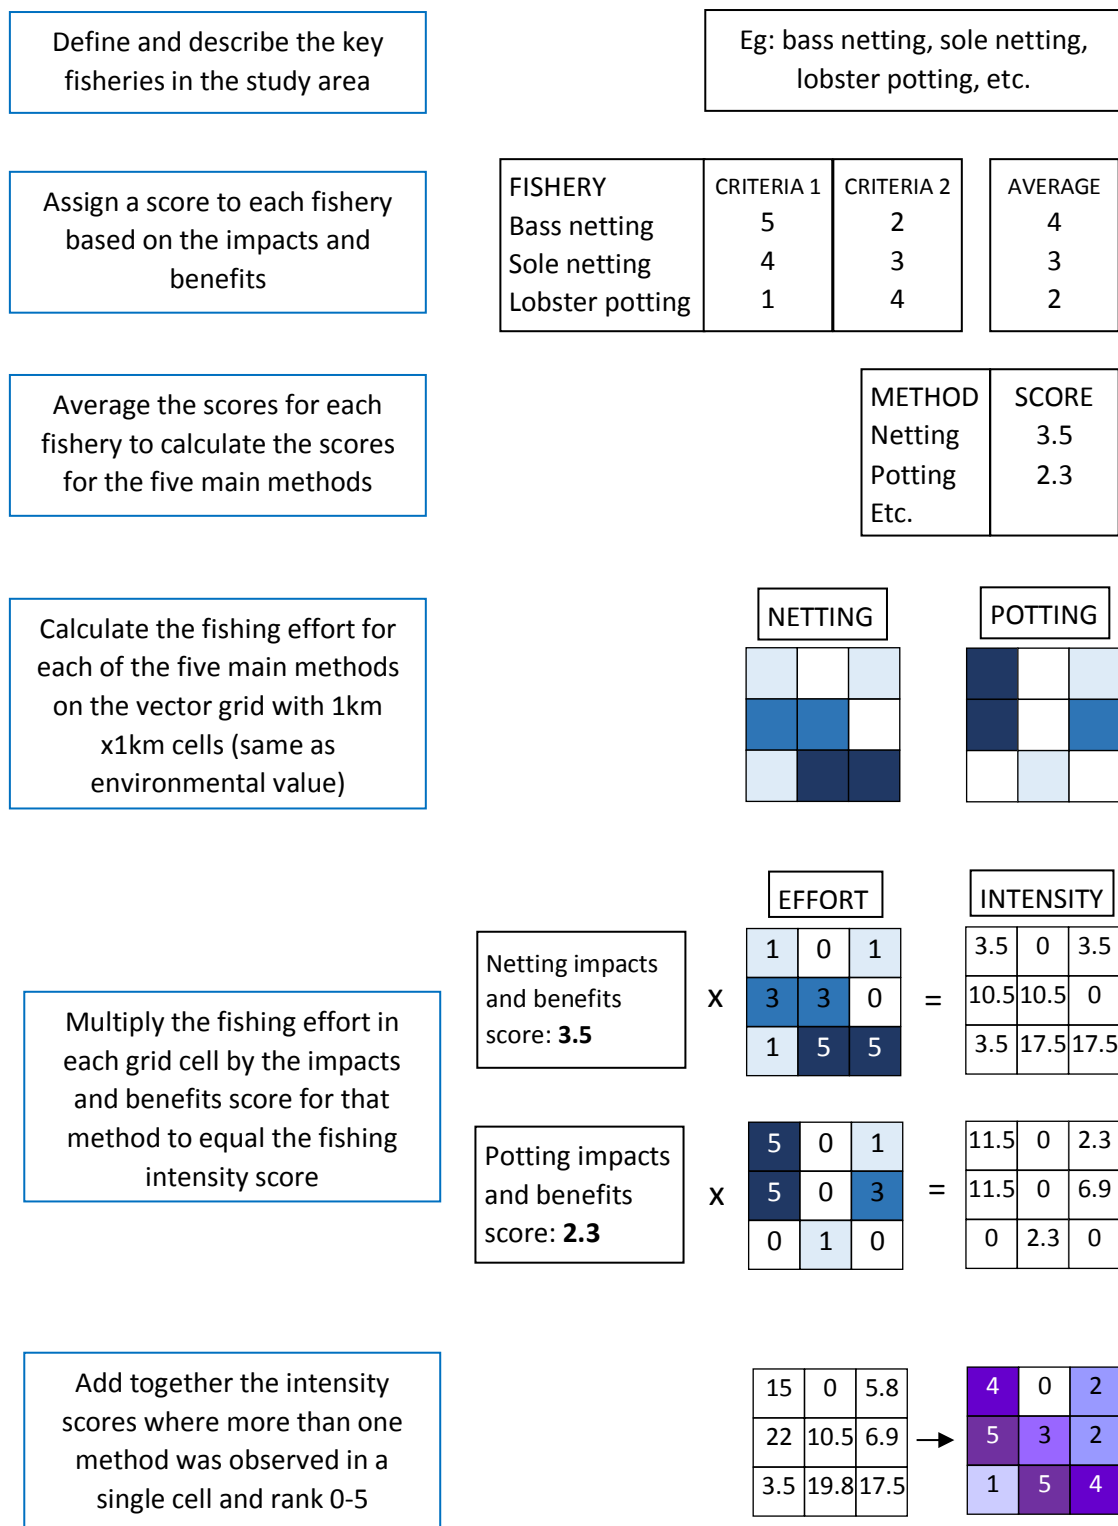 Define and describe the key
fisheries in the study area
Eg: bass netting, sole netting,
lobster potting, etc.
Assign a score to each fishery
based on the impacts and
benefits
FISHERY CRITERIA 1 CRITERIA 2 AVERAGE
Bass netting 5 2 4
Sole netting 4 3 3
Lobster potting 1 4 2
Average the scores for each
fishery to calculate the scores
for the five main methods
METHOD SCORE
Netting 3.5
Potting 2.3
Etc.
Calculate the fishing effort for
each of the five main methods
on the vector grid with 1km
x1km cells (same as
environmental value)
NETTING POTTING
Multiply the fishing effort in
each grid cell by the impacts
and benefits score for that
method to equal the fishing
intensity score
EFFORT INTENSITY
Netting impacts
and benefits
score: 3.5
x
1 0 1
3 3 0
1 5 5
=
3.5 0 3.5
10.5 10.5 0
3.5 17.5 17.5
Potting impacts
and benefits
score: 2.3
x
5 0 1
5 0 3
0 1 0
=
11.5 0 2.3
11.5 0 6.9
0 2.3 0
Add together the intensity
scores where more than one
method was observed in a
single cell and rank 0-5
15 0 5.8
22 10.5 6.9
3.5 19.8 17.5
4 0 2
5 3 2
1 5 4